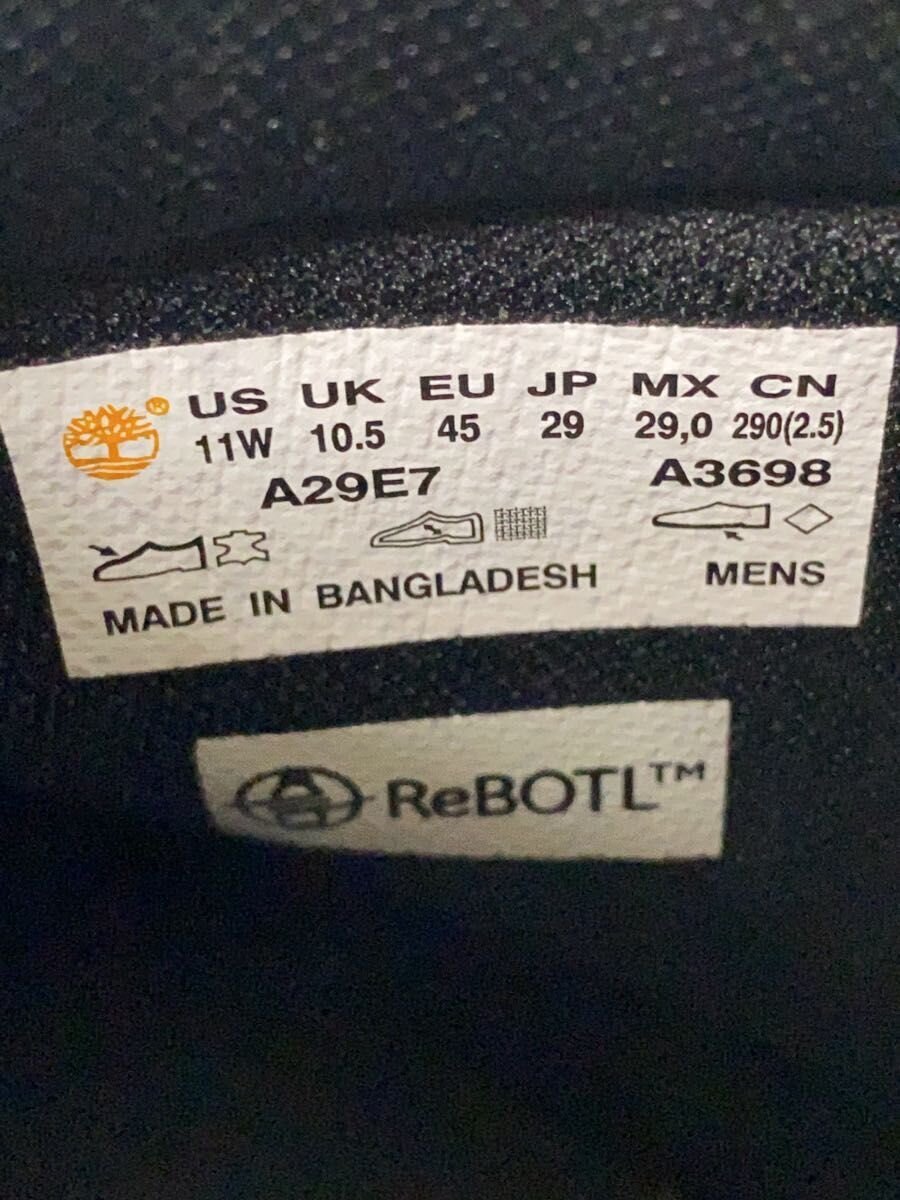 ® US UK EU JP MX CN
11W 10.5 45 29 29,0 290(2.5)
A29E7 A3698
MADE IN BANGLADESH MENS
ReBOTL™